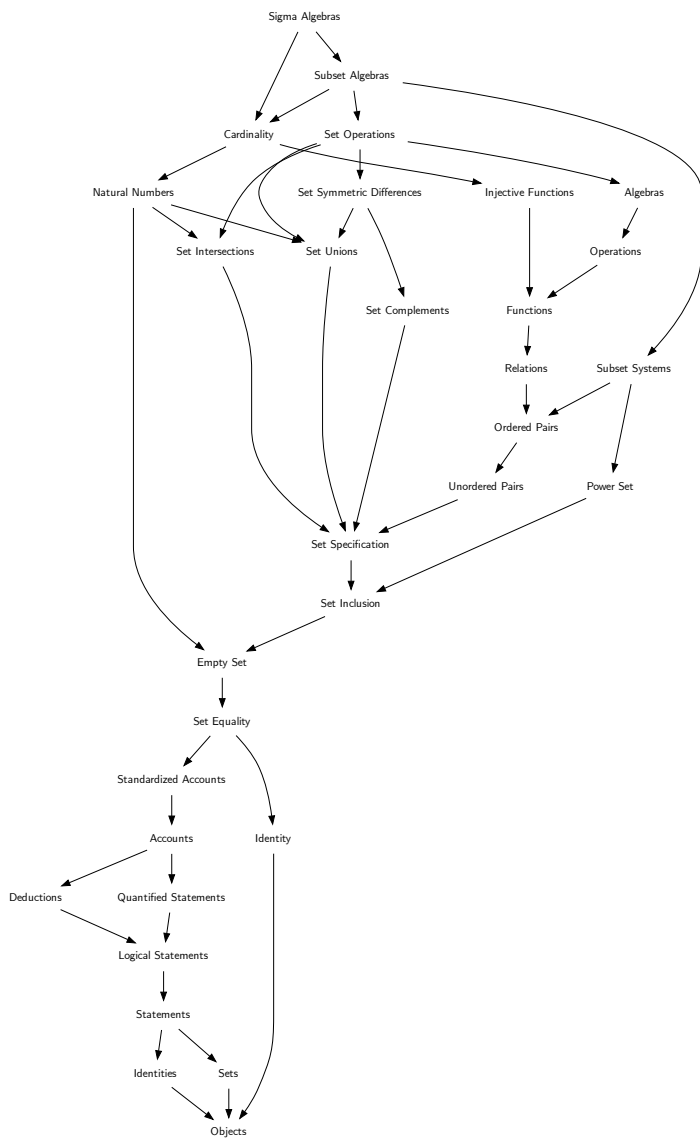 Sigma Algebras
Subset Algebras
Cardinality
Set Operations
Natural Numbers
Set Symmetric Differences
Injective Functions
Algebras
Set Intersections
Set Unions
Operations
Set Complements
Functions
Relations
Subset Systems
Ordered Pairs
Unordered Pairs
Power Set
Set Specification
Set Inclusion
Empty Set
Set Equality
Standardized Accounts
Accounts
Identity
Deductions
Quantified Statements
Logical Statements
Statements
Identities
Sets
Objects